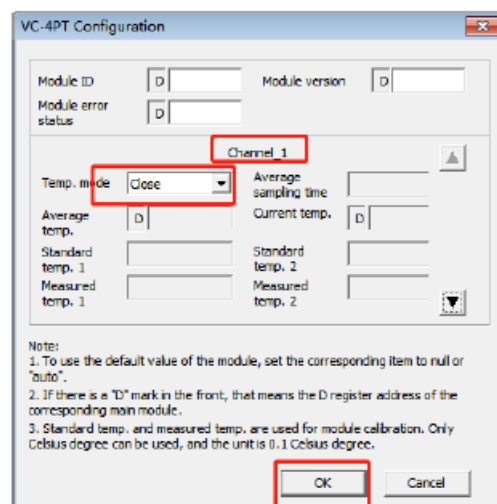 VC-4PT Configuration
Module ID D Module version D
Module error status D
Channel_1
Temp. mode Close Average sampling time
Average temp. D Current temp. D
Standard temp. 1 Standard temp. 2
Measured temp. 1 Measured temp. 2
Note:
1. To use the default value of the module, set the corresponding item to null or
"auto".
2. If there is a "D" mark in the front, that means the D register address of the
corresponding main module.
3. Standard temp. and measured temp. are used for module calibration. Only
Celsius degree can be used, and the unit is 0.1 Celsius degree.
OK Cancel